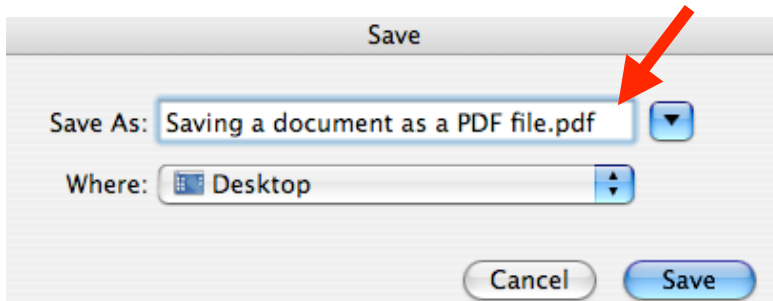 Save
Save As: Saving a document as a PDF file.pdf
Where: Desktop
Cancel Save